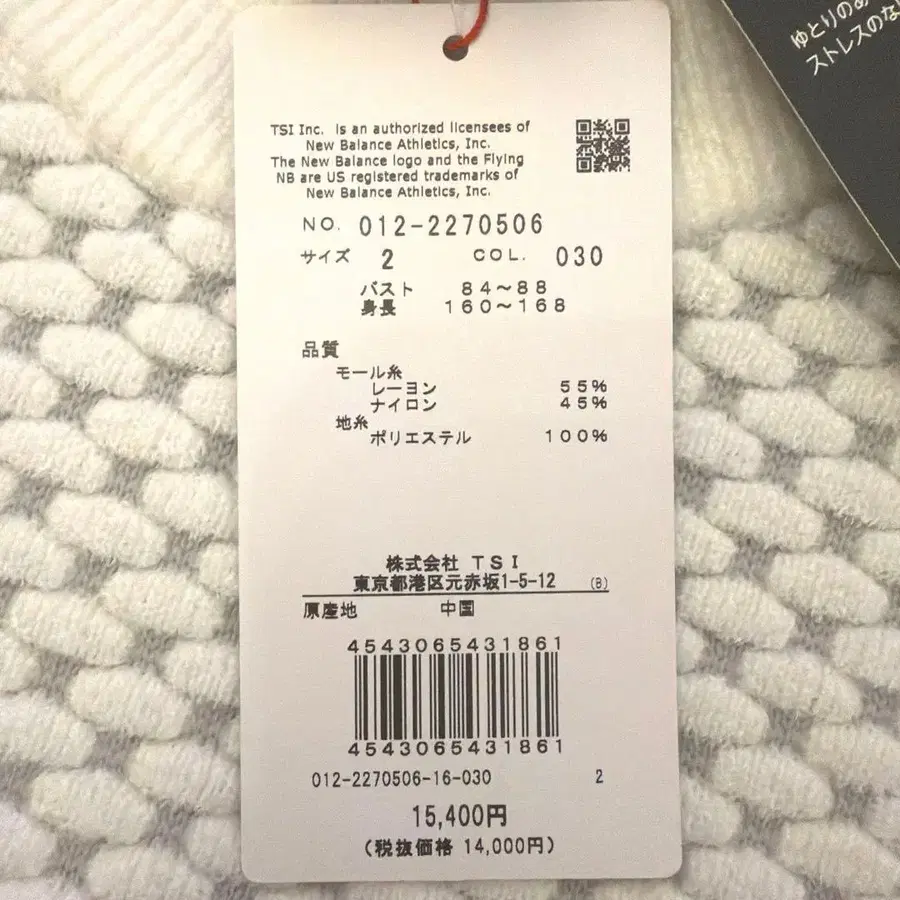 ゆとりのあ
ストレスのな
TSI Inc. is an authorized licensees of
New Balance Athletics, Inc.
The New Balance logo and the Flying
NB are US registered trademarks of
New Balance Athletics, Inc.
NO. 012-2270506
サイズ 2 COL. 030
バスト 84～88
身長 160～168
品質
モール糸
レーヨン 55%
ナイロン 45%
地糸
ポリエステル 100%
株式会社 TSI
東京都港区元赤坂1-5-12 (B)
原産地 中国
4543065431861
4543065431861
012-2270506-16-030 2
15,400円
(税抜価格 14,000円)